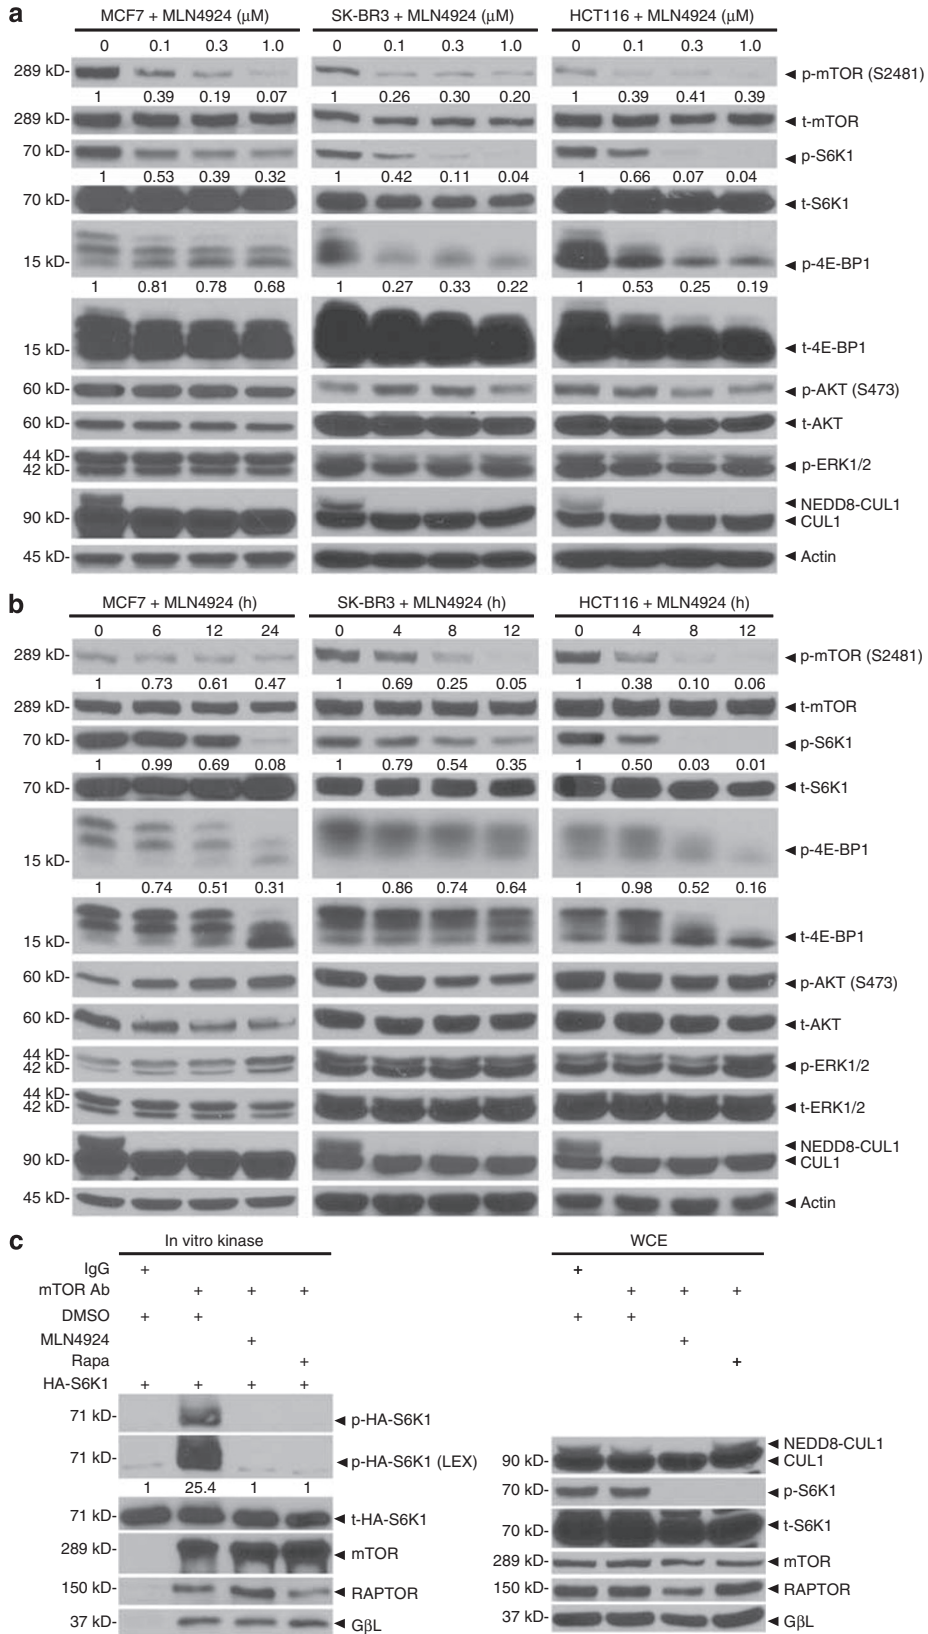 a
MCF7 + MLN4924 (μM) SK-BR3 + MLN4924 (μM) HCT116 + MLN4924 (μM)
0 0.1 0.3 1.0 0 0.1 0.3 1.0 0 0.1 0.3 1.0
289 kD- p-mTOR (S2481)
1 0.39 0.19 0.07 1 0.26 0.30 0.20 1 0.39 0.41 0.39
289 kD- t-mTOR
70 kD- p-S6K1
1 0.53 0.39 0.32 1 0.42 0.11 0.04 1 0.66 0.07 0.04
70 kD- t-S6K1
15 kD- p-4E-BP1
1 0.81 0.78 0.68 1 0.27 0.33 0.22 1 0.53 0.25 0.19
15 kD- t-4E-BP1
60 kD- p-AKT (S473)
60 kD- t-AKT
44 kD-
42 kD- p-ERK1/2
NEDD8-CUL1
90 kD- CUL1
45 kD- Actin
b
MCF7 + MLN4924 (h) SK-BR3 + MLN4924 (h) HCT116 + MLN4924 (h)
0 6 12 24 0 4 8 12 0 4 8 12
289 kD- p-mTOR (S2481)
1 0.73 0.61 0.47 1 0.69 0.25 0.05 1 0.38 0.10 0.06
289 kD- t-mTOR
70 kD- p-S6K1
1 0.99 0.69 0.08 1 0.79 0.54 0.35 1 0.50 0.03 0.01
70 kD- t-S6K1
15 kD- p-4E-BP1
1 0.74 0.51 0.31 1 0.86 0.74 0.64 1 0.98 0.52 0.16
15 kD- t-4E-BP1
60 kD- p-AKT (S473)
60 kD- t-AKT
44 kD-
42 kD- p-ERK1/2
44 kD-
42 kD- t-ERK1/2
NEDD8-CUL1
90 kD- CUL1
45 kD- Actin
c
In vitro kinase WCE
IgG + +
mTOR Ab + + + + + +
DMSO + + + +
MLN4924 + +
Rapa + +
HA-S6K1 + + + +
71 kD- p-HA-S6K1
71 kD- p-HA-S6K1 (LEX)
1 25.4 1 1
71 kD- t-HA-S6K1
289 kD- mTOR
150 kD- RAPTOR
37 kD- GβL
NEDD8-CUL1
90 kD- CUL1
70 kD- p-S6K1
70 kD- t-S6K1
289 kD- mTOR
150 kD- RAPTOR
37 kD- GβL